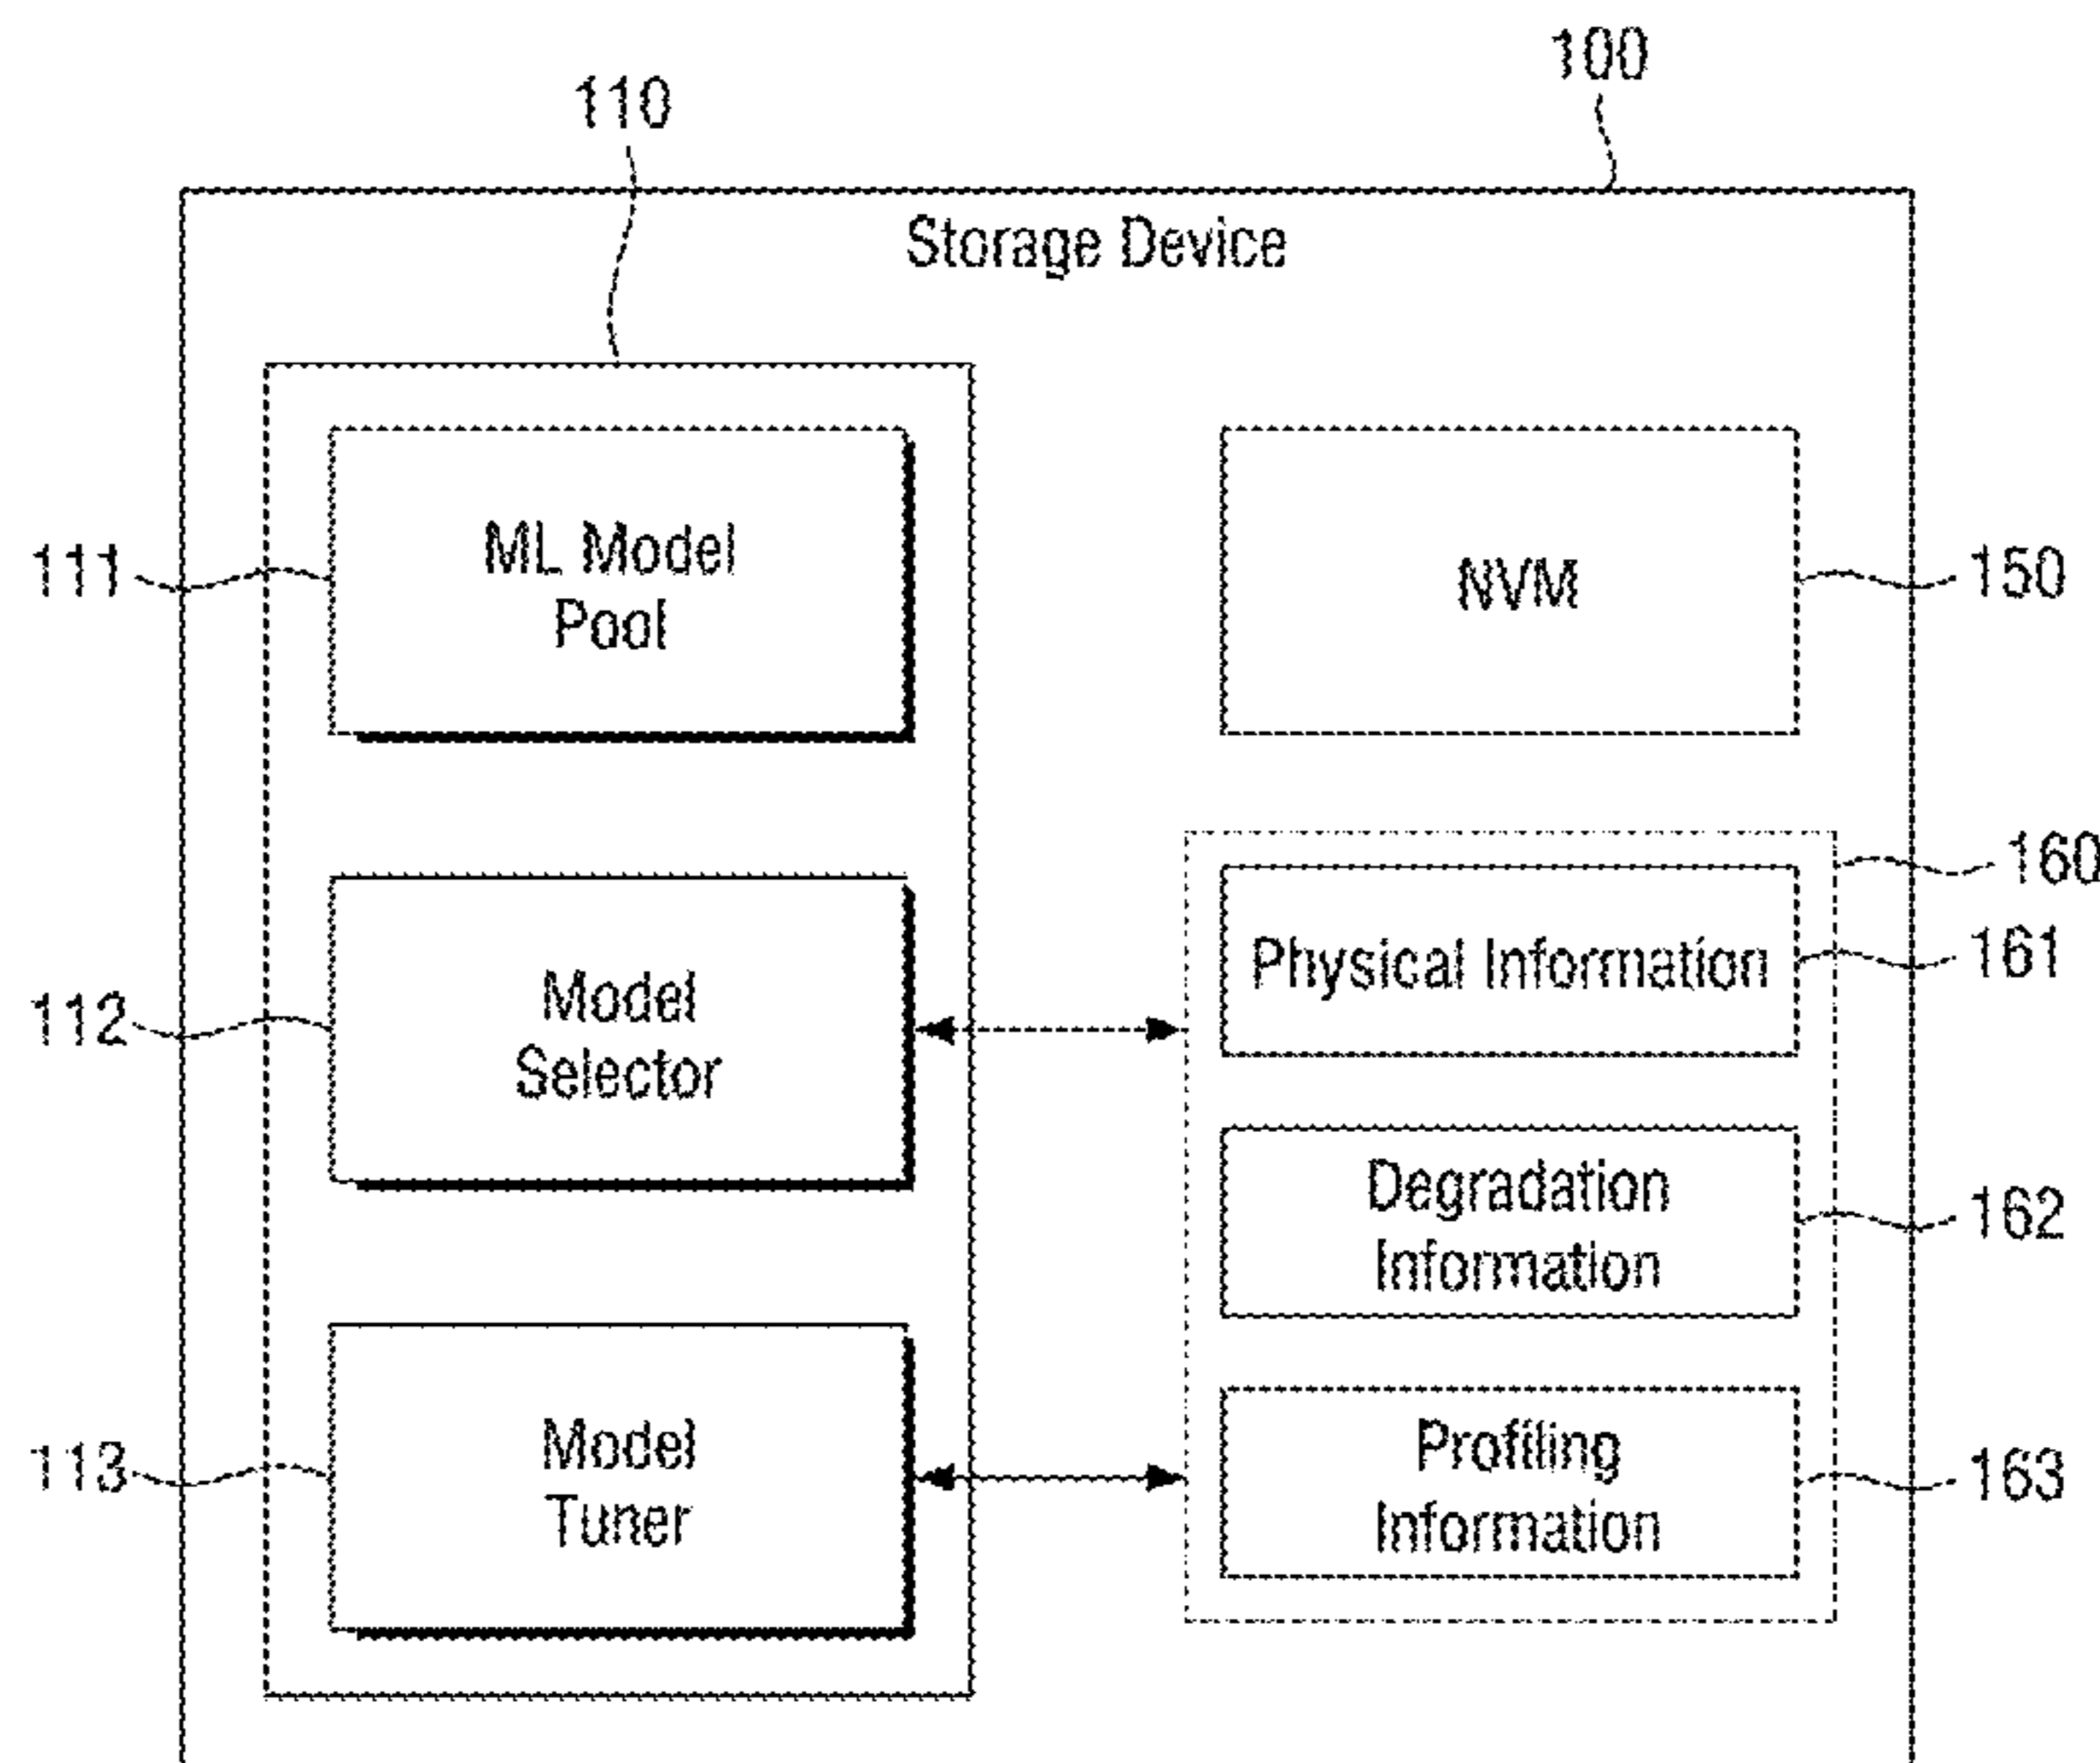 100
110
Storage Device
ML Model
Pool
111
NVM
150
160
Physical Information
161
Model
Selector
112
Degradation
Information
162
Model
Tuner
113
Profiling
Information
163